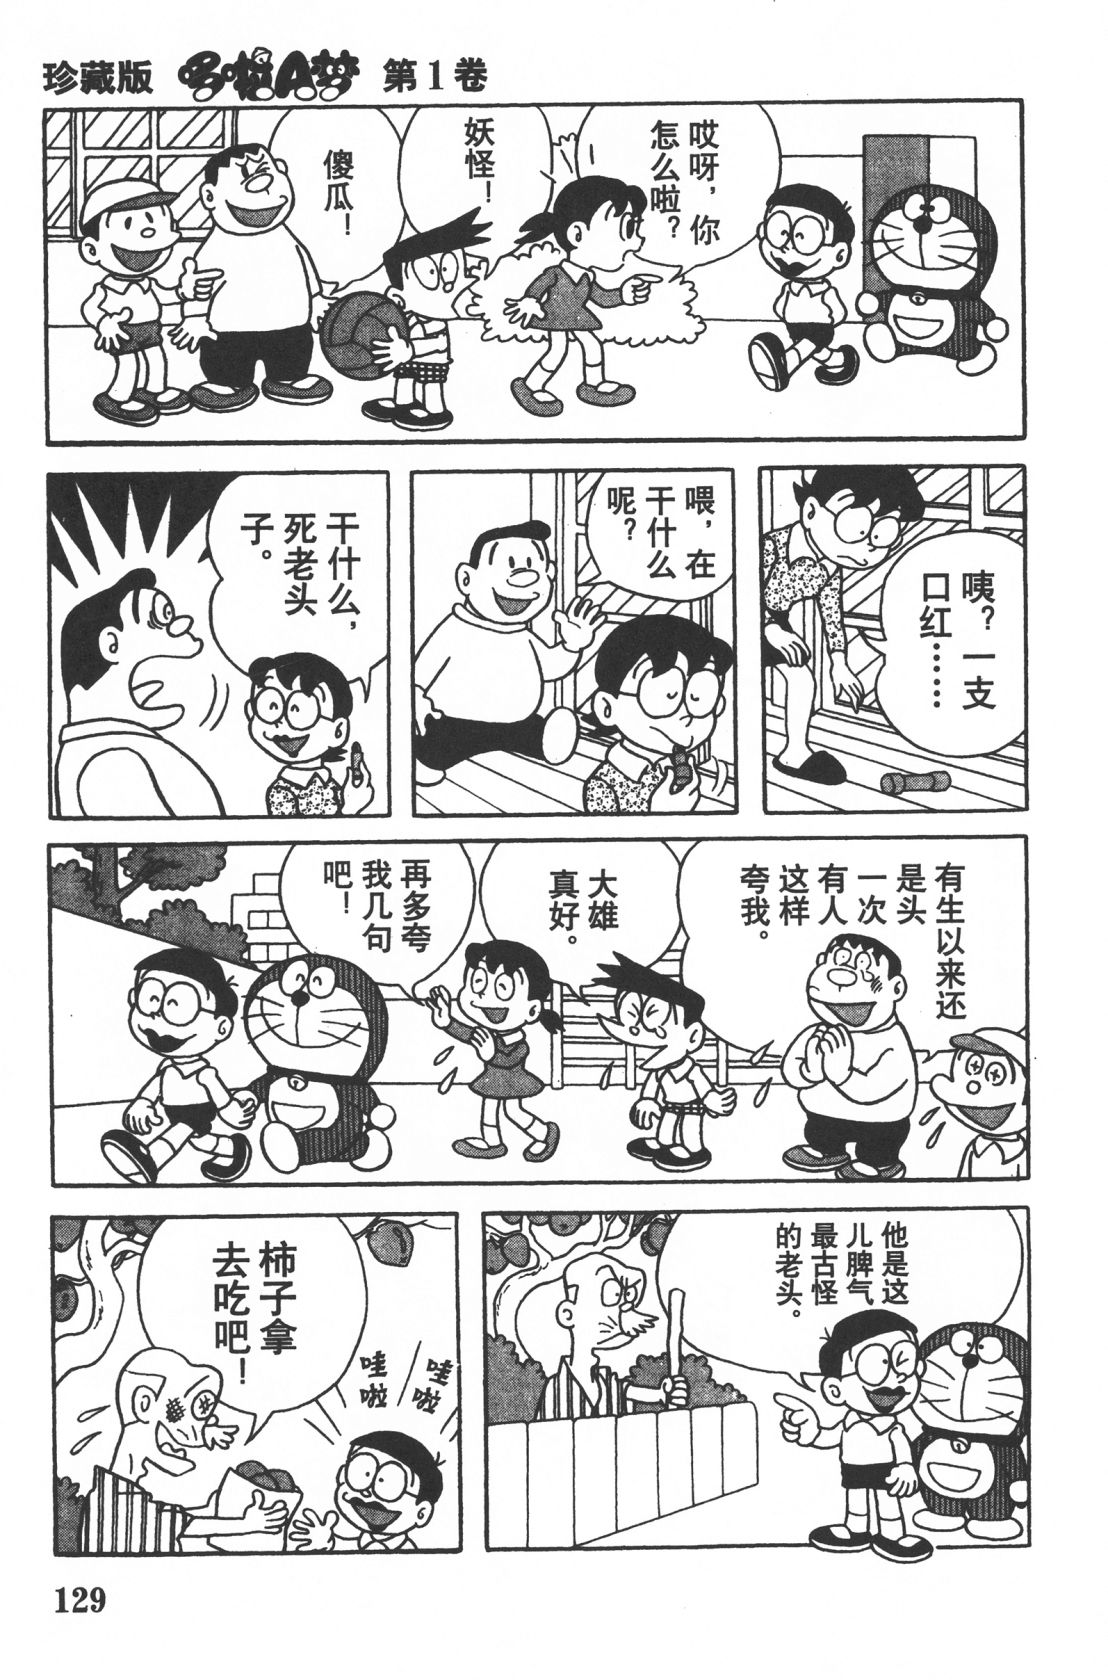 珍藏版 哆啦A梦 第1卷
哎呀，你
怎么啦？
妖怪！
傻瓜！
咦？一支
口红……
喂，在
干什么
呢？
干什么，
死老头
子。
有生以来还
是头一次
有人这样
夸我。
大雄
真好。
再多夸
我几句
吧！
他是这
儿脾气
最古怪
的老头。
柿子拿
去吃吧！
哇啦
哇啦
129